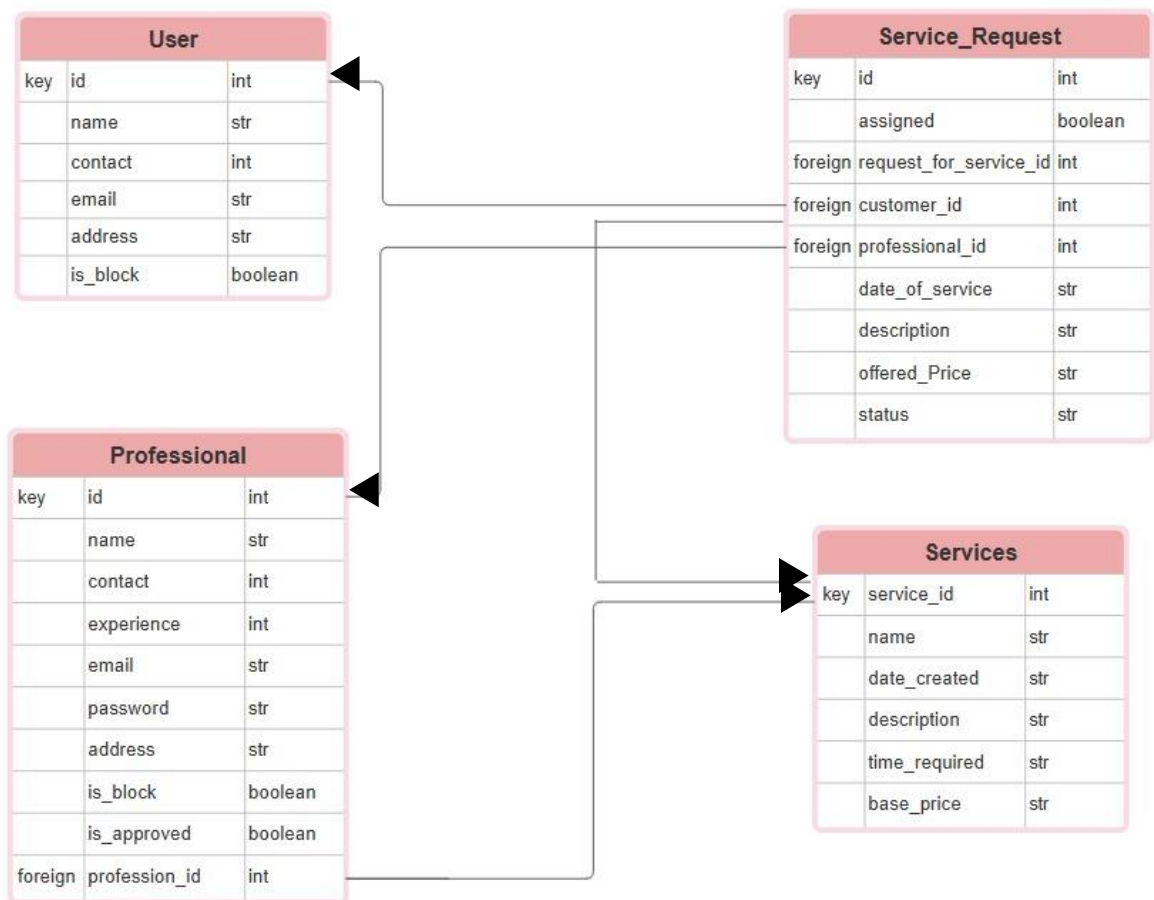 User
key id int
name str
contact int
email str
address str
is_block boolean
Service_Request
key id int
assigned boolean
foreign request_for_service_id int
foreign customer_id int
foreign professional_id int
date_of_service str
description str
offered_Price str
status str
Professional
key id int
name str
contact int
experience int
email str
password str
address str
is_block boolean
is_approved boolean
foreign profession_id int
Services
key service_id int
name str
date_created str
description str
time_required str
base_price str